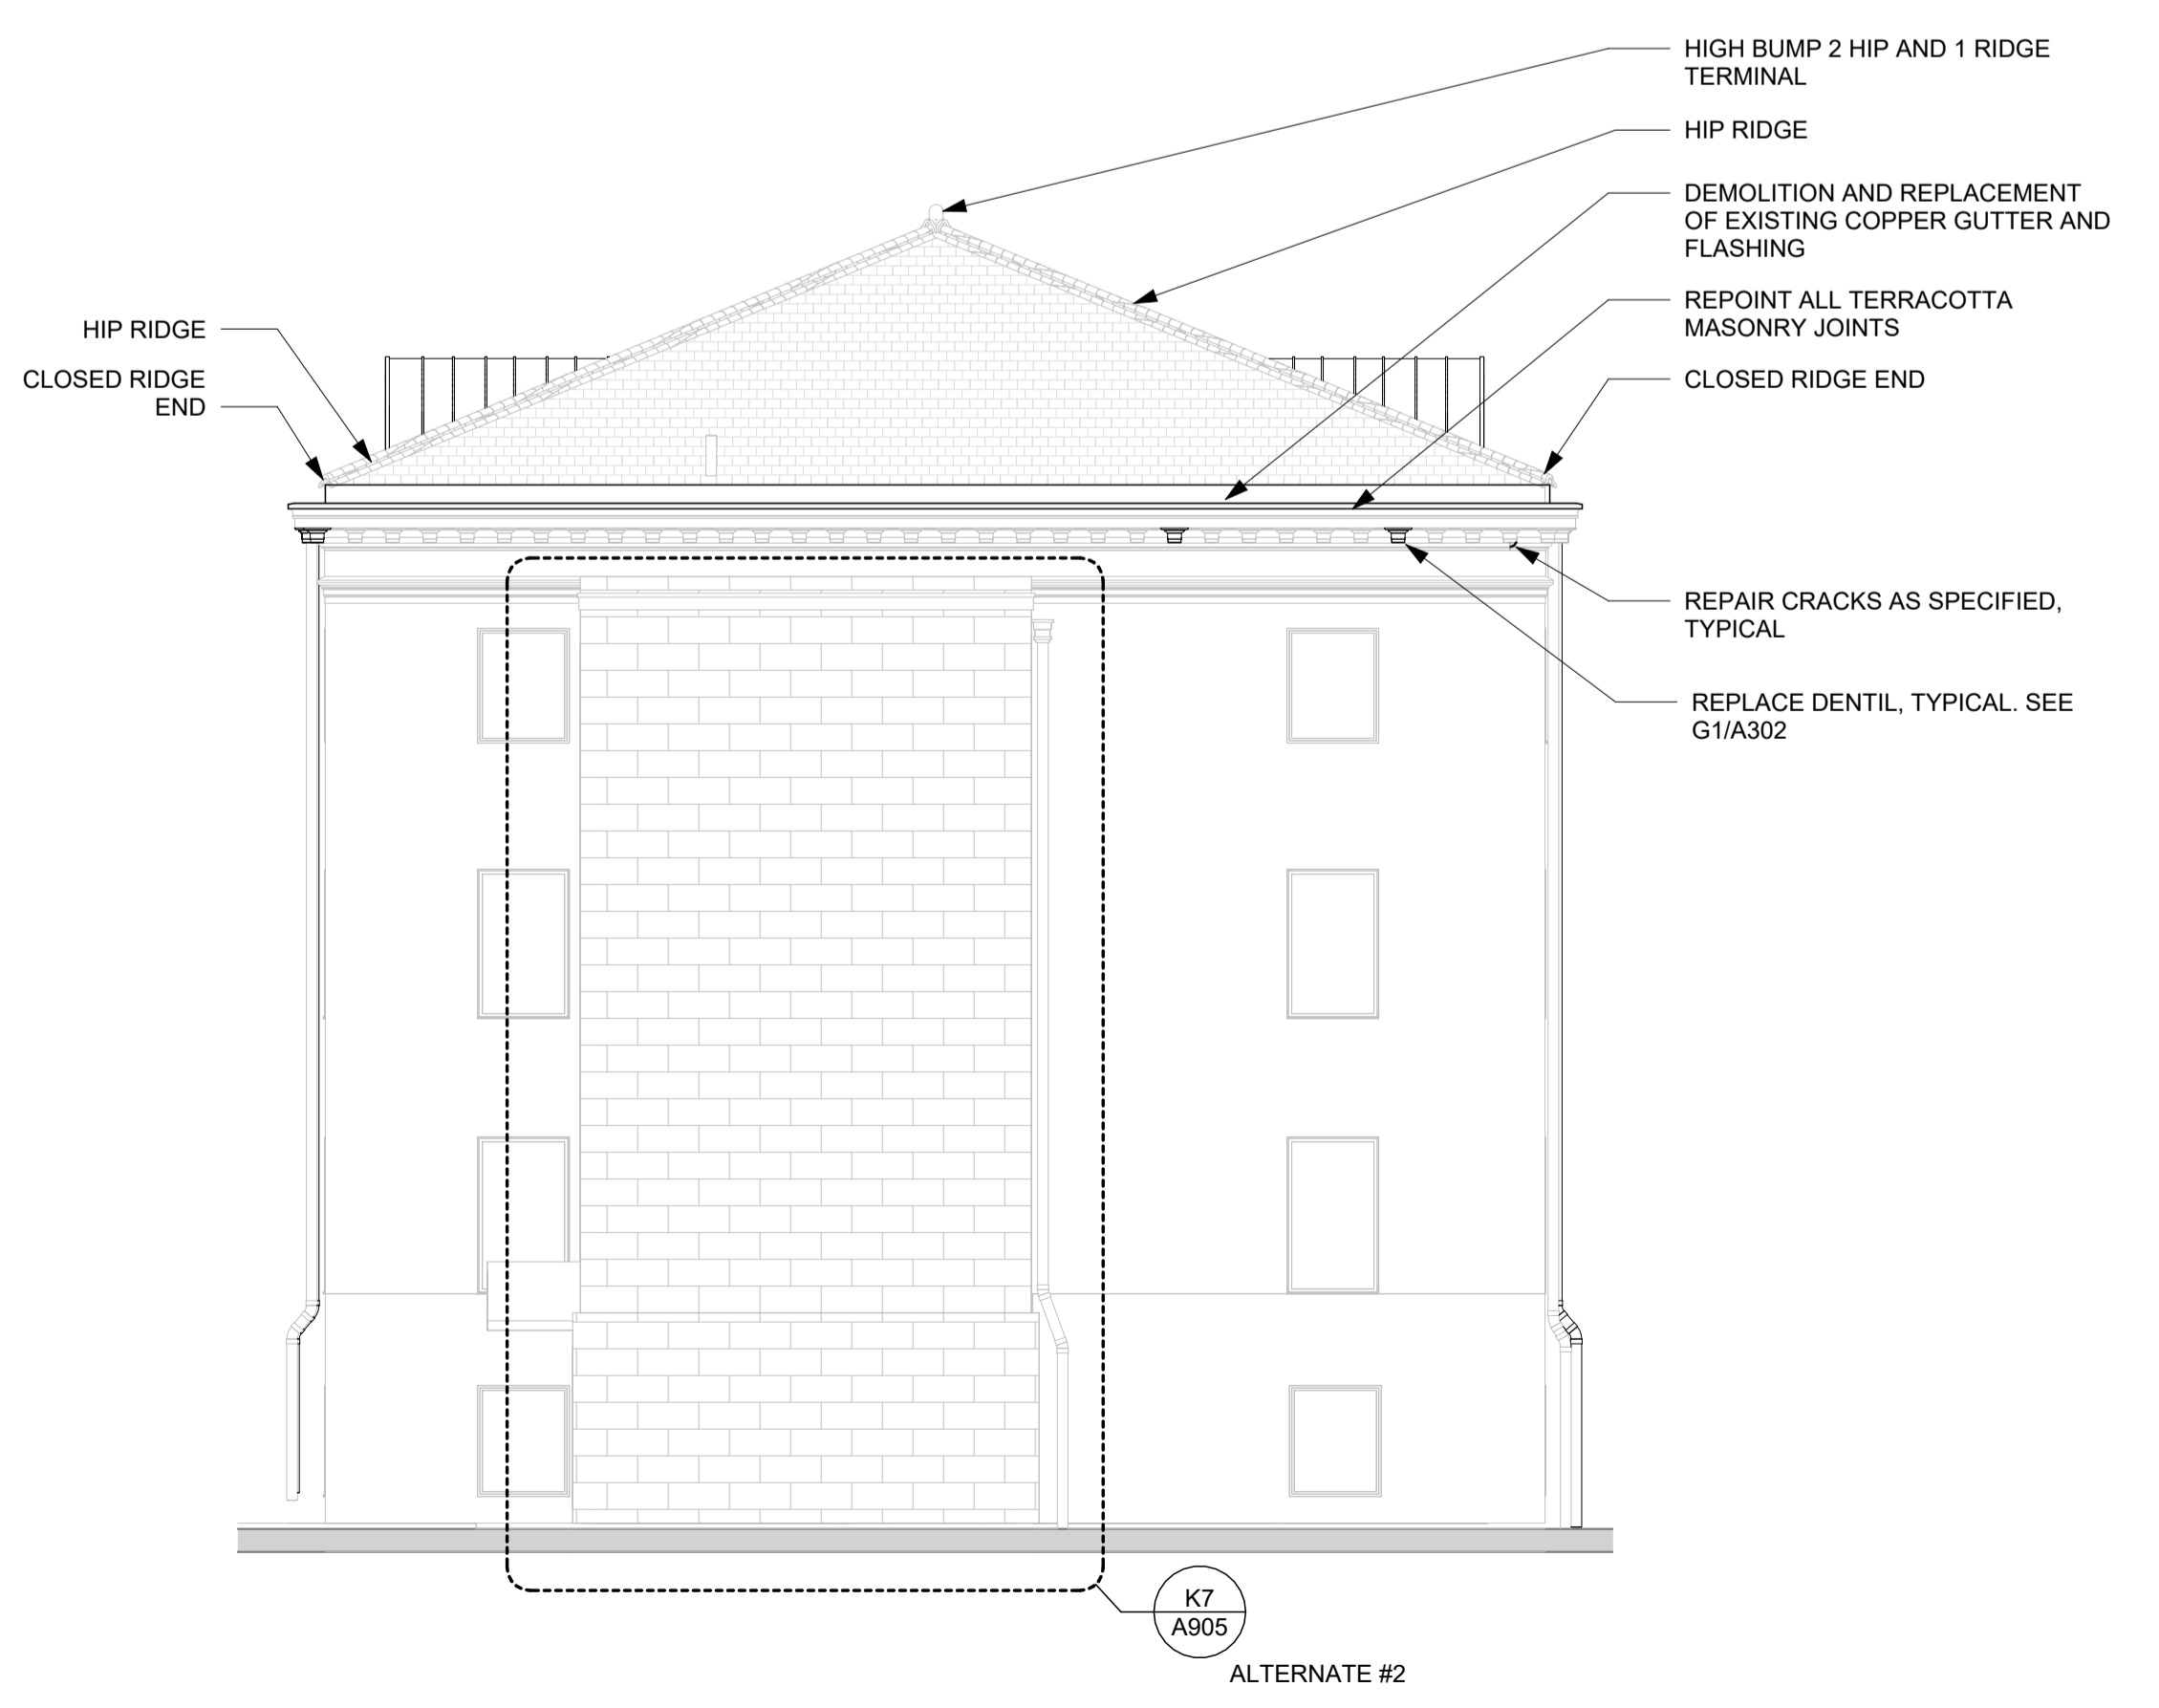 HIGH BUMP 2 HIP AND 1 RIDGE
TERMINAL
HIP RIDGE
DEMOLITION AND REPLACEMENT
OF EXISTING COPPER GUTTER AND
FLASHING
REPOINT ALL TERRACOTTA
MASONRY JOINTS
CLOSED RIDGE END
HIP RIDGE
CLOSED RIDGE
END
REPAIR CRACKS AS SPECIFIED,
TYPICAL
REPLACE DENTIL, TYPICAL. SEE
G1/A302
K7
A905
ALTERNATE #2